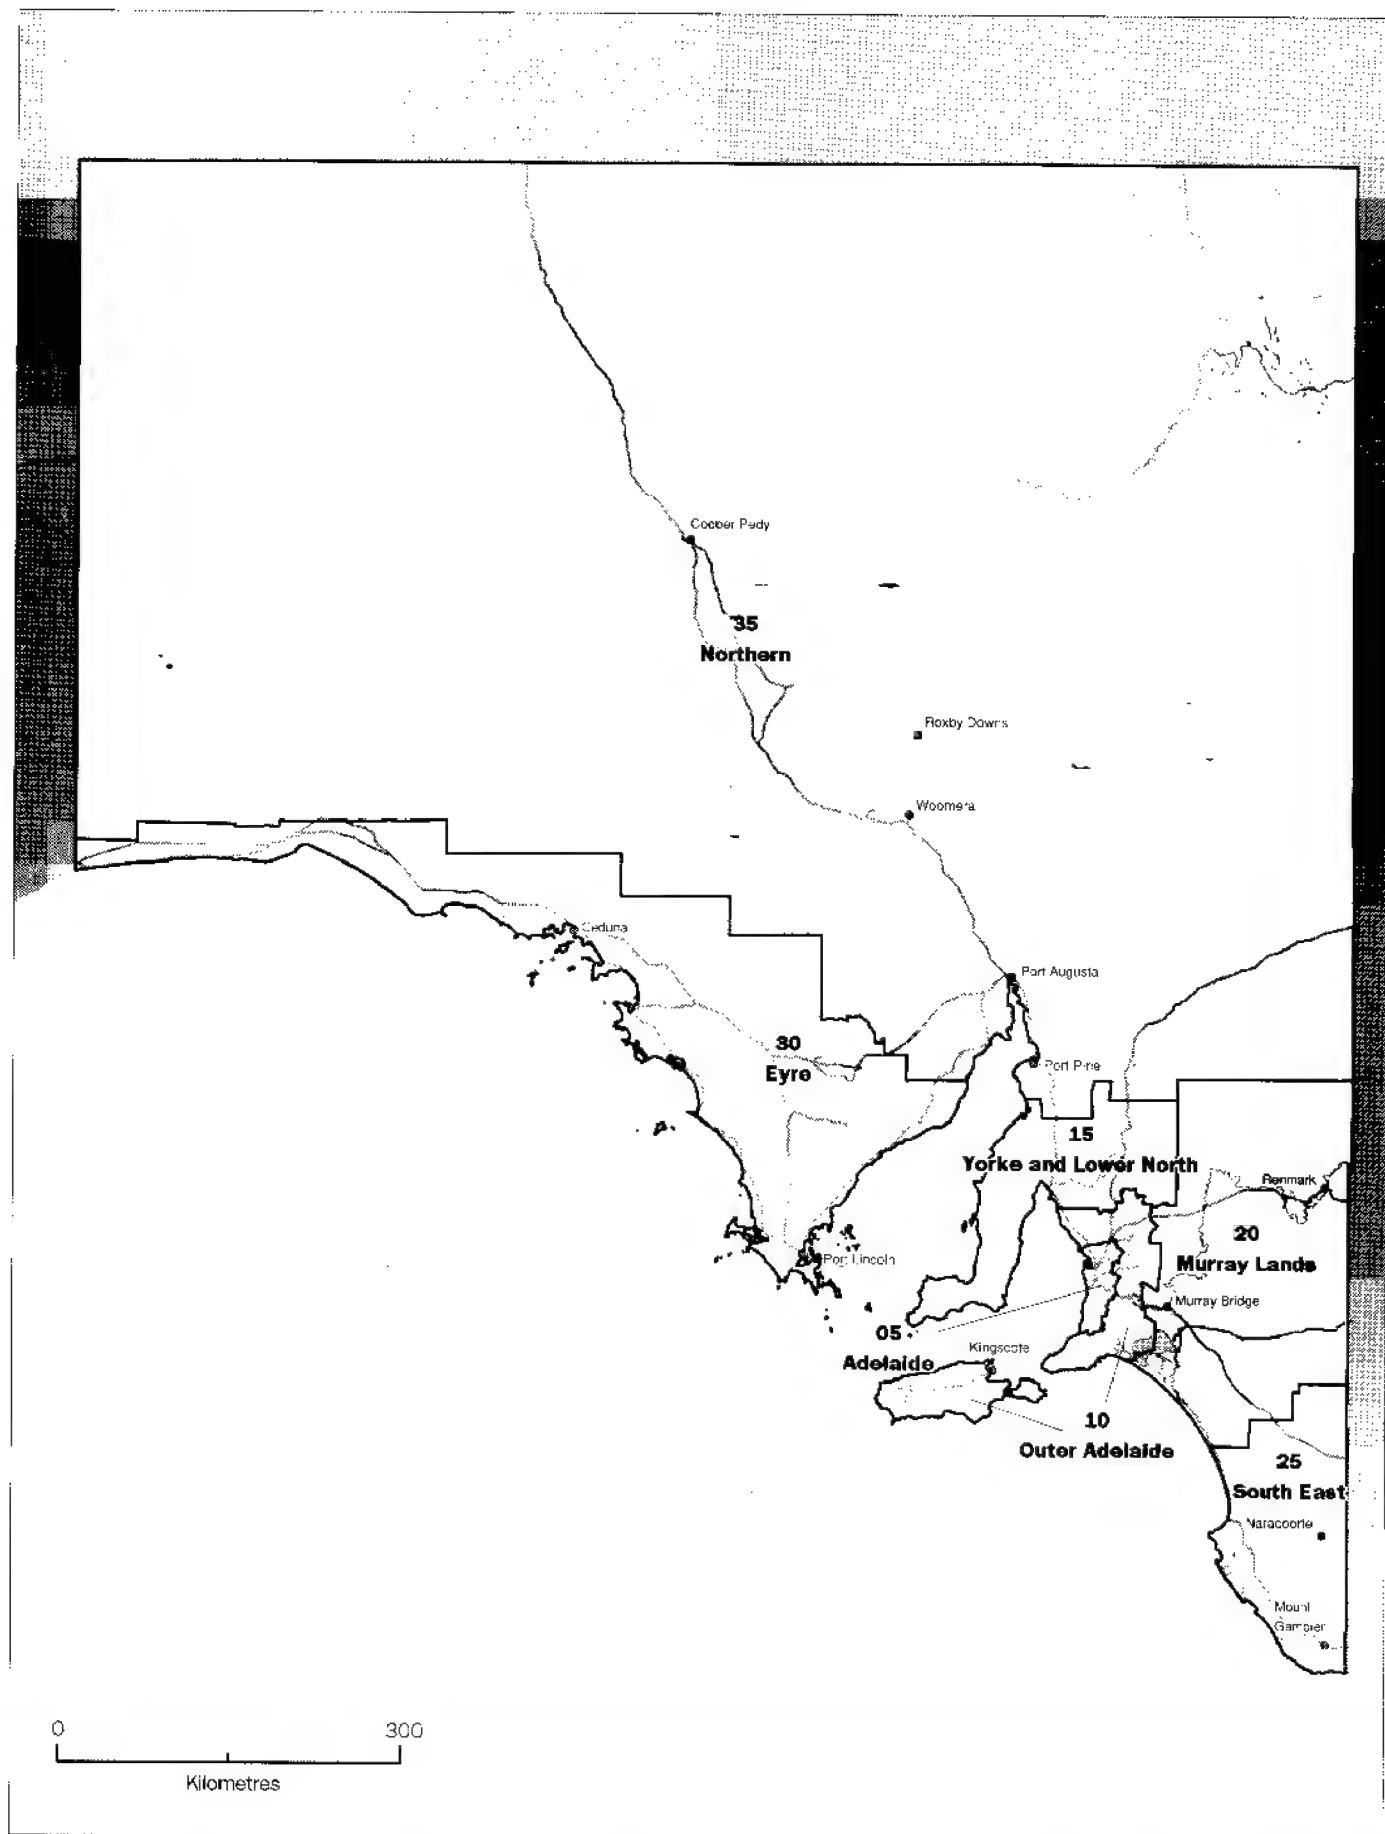 Coober Pedy
35
Northern
Roxby Downs
Woomera
Ceduna
Port Augusta
30
Eyre
Port Pirie
15
Yorke and Lower North
Renmark
20
Murray Lands
Port Lincoln
Murray Bridge
05
Adelaide
Kingscote
10
Outer Adelaide
25
South East
Naracoorte
Mount
Gambier
0 300
Kilometres